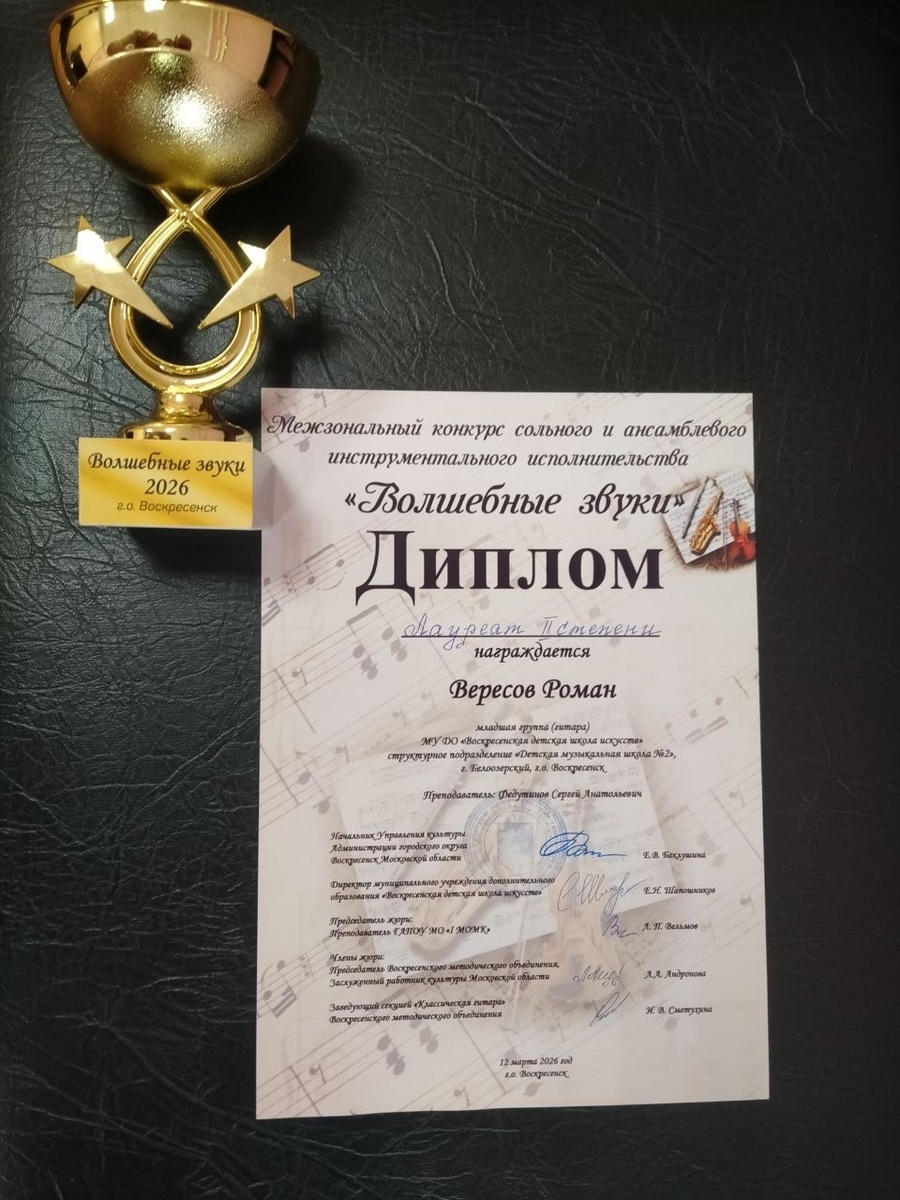 Волшебные звуки
2026
г.о. Воскресенск
Межзональный конкурс сольного и ансамблевого
инструментального исполнительства
«Волшебные звуки»
Диплом
Лауреат II степени
награждается
Вересов Роман
младшая группа (гитара)
МУ ДО «Воскресенская детская школа искусств»
структурное подразделение «Детская музыкальная школа №2»,
г. Белоозерский, г.о. Воскресенск
Преподаватель: Федутинов Сергей Анатольевич
Начальник Управления культуры
Администрации городского округа
Воскресенск Московской области
Е.В. Баклушина
Директор муниципального учреждения дополнительного
образования «Воскресенская детская школа искусств»
Е.Н. Шапошников
Председатель жюри:
Преподаватель ГАПОУ МО «1 МОМК»
Л. П. Вельмов
Члены жюри:
Председатель Воскресенского методического объединения,
Заслуженный работник культуры Московской области
Л.А. Андронова
Заведующий секцией «Классическая гитара»
Воскресенского методического объединения
Н. В. Сметухина
12 марта 2026 год
г.о. Воскресенск